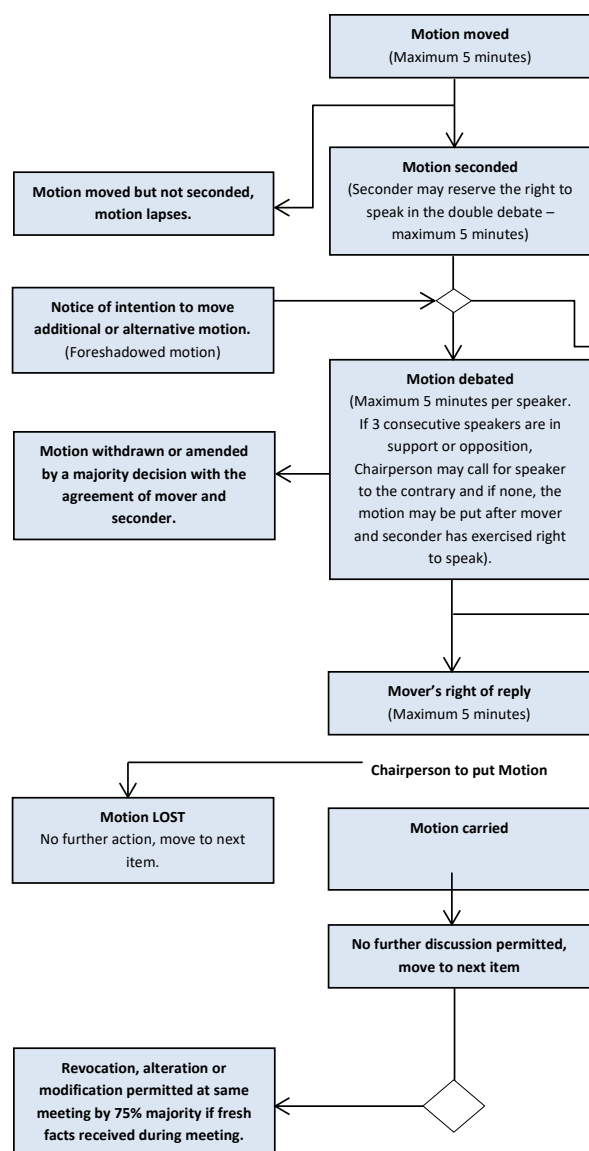 Motion moved
(Maximum 5 minutes)
Motion moved but not seconded,
motion lapses.
Motion seconded
(Seconder may reserve the right to
speak in the double debate –
maximum 5 minutes)
Notice of intention to move
additional or alternative motion.
(Foreshadowed motion)
Motion debated
(Maximum 5 minutes per speaker.
If 3 consecutive speakers are in
support or opposition,
Chairperson may call for speaker
to the contrary and if none, the
motion may be put after mover
and seconder has exercised right
to speak).
Motion withdrawn or amended
by a majority decision with the
agreement of mover and
seconder.
Mover’s right of reply
(Maximum 5 minutes)
Chairperson to put Motion
Motion LOST
No further action, move to next
item.
Motion carried
No further discussion permitted,
move to next item
Revocation, alteration or
modification permitted at same
meeting by 75% majority if fresh
facts received during meeting.